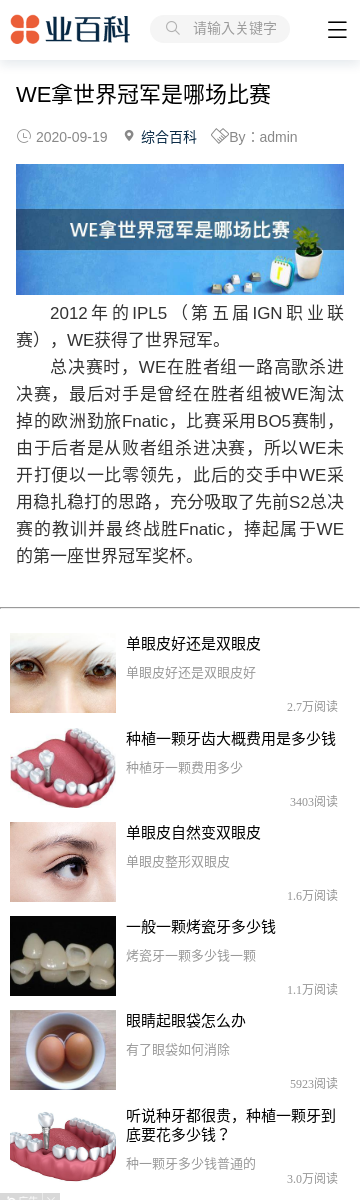 业百科
请输入关键字
WE拿世界冠军是哪场比赛
2020-09-19 综合百科 By：admin
WE拿世界冠军是哪场比赛
2012年的IPL5（第五届IGN职业联
赛），WE获得了世界冠军。
总决赛时，WE在胜者组一路高歌杀进
决赛，最后对手是曾经在胜者组被WE淘汰
掉的欧洲劲旅Fnatic，比赛采用BO5赛制，
由于后者是从败者组杀进决赛，所以WE未
开打便以一比零领先，此后的交手中WE采
用稳扎稳打的思路，充分吸取了先前S2总决
赛的教训并最终战胜Fnatic，捧起属于WE
的第一座世界冠军奖杯。
单眼皮好还是双眼皮
单眼皮好还是双眼皮好
2.7万阅读
种植一颗牙齿大概费用是多少钱
种植牙一颗费用多少
3403阅读
单眼皮自然变双眼皮
单眼皮整形双眼皮
1.6万阅读
一般一颗烤瓷牙多少钱
烤瓷牙一颗多少钱一颗
1.1万阅读
眼睛起眼袋怎么办
有了眼袋如何消除
5923阅读
听说种牙都很贵，种植一颗牙到
底要花多少钱？
种一颗牙多少钱普通的
3.0万阅读